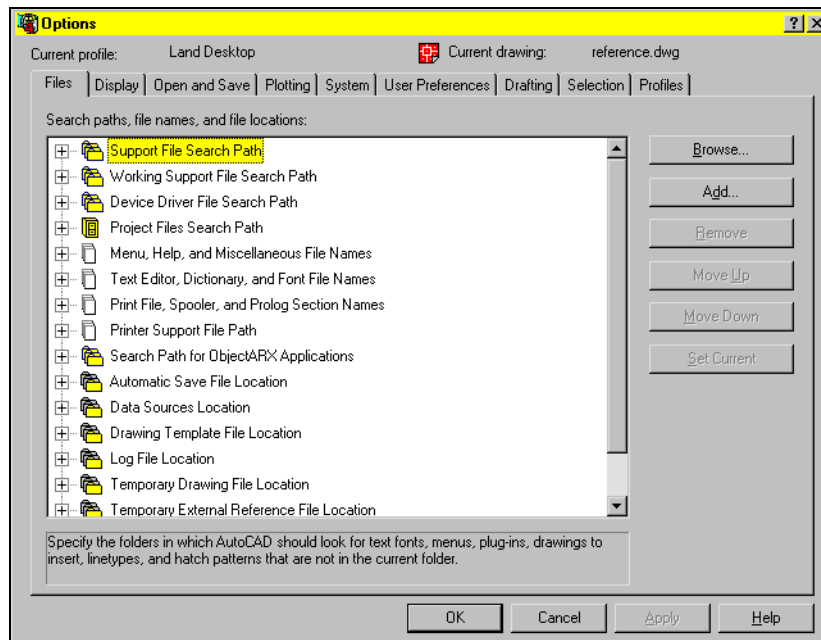 Options
Current profile: Land Desktop Current drawing: reference.dwg
Files Display Open and Save Plotting System User Preferences Drafting Selection Profiles
Search paths, file names, and file locations:
Support File Search Path
Working Support File Search Path
Device Driver File Search Path
Project Files Search Path
Menu, Help, and Miscellaneous File Names
Text Editor, Dictionary, and Font File Names
Print File, Spooler, and Prolog Section Names
Printer Support File Path
Search Path for ObjectARX Applications
Automatic Save File Location
Data Sources Location
Drawing Template File Location
Log File Location
Temporary Drawing File Location
Temporary External Reference File Location
Browse...
Add...
Remove
Move Up
Move Down
Set Current
Specify the folders in which AutoCAD should look for text fonts, menus, plug-ins, drawings to
insert, linetypes, and hatch patterns that are not in the current folder.
OK Cancel Apply Help